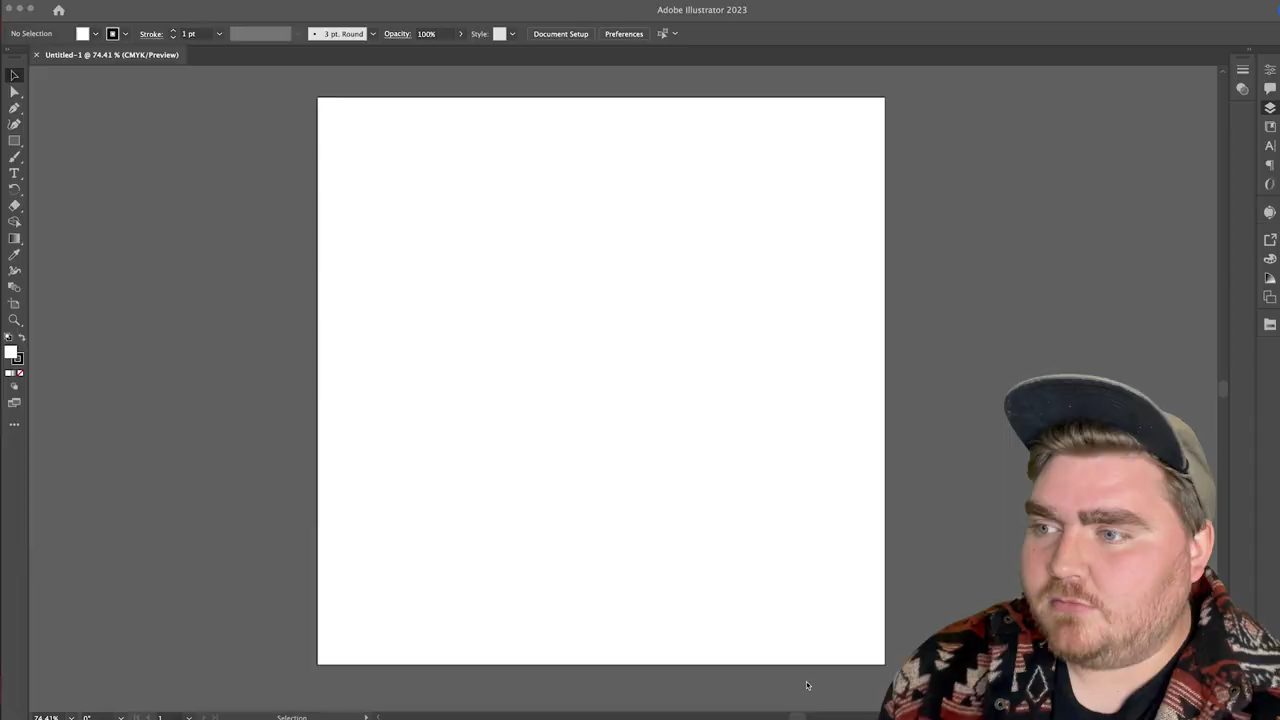 Adobe Illustrator 2023
No Selection Stroke: 1 pt 3 pt. Round Opacity: 100% Style: Document Setup Preferences
Untitled-1 @ 74.41 % (CMYK/Preview)
74.41% 0° 1 Selection